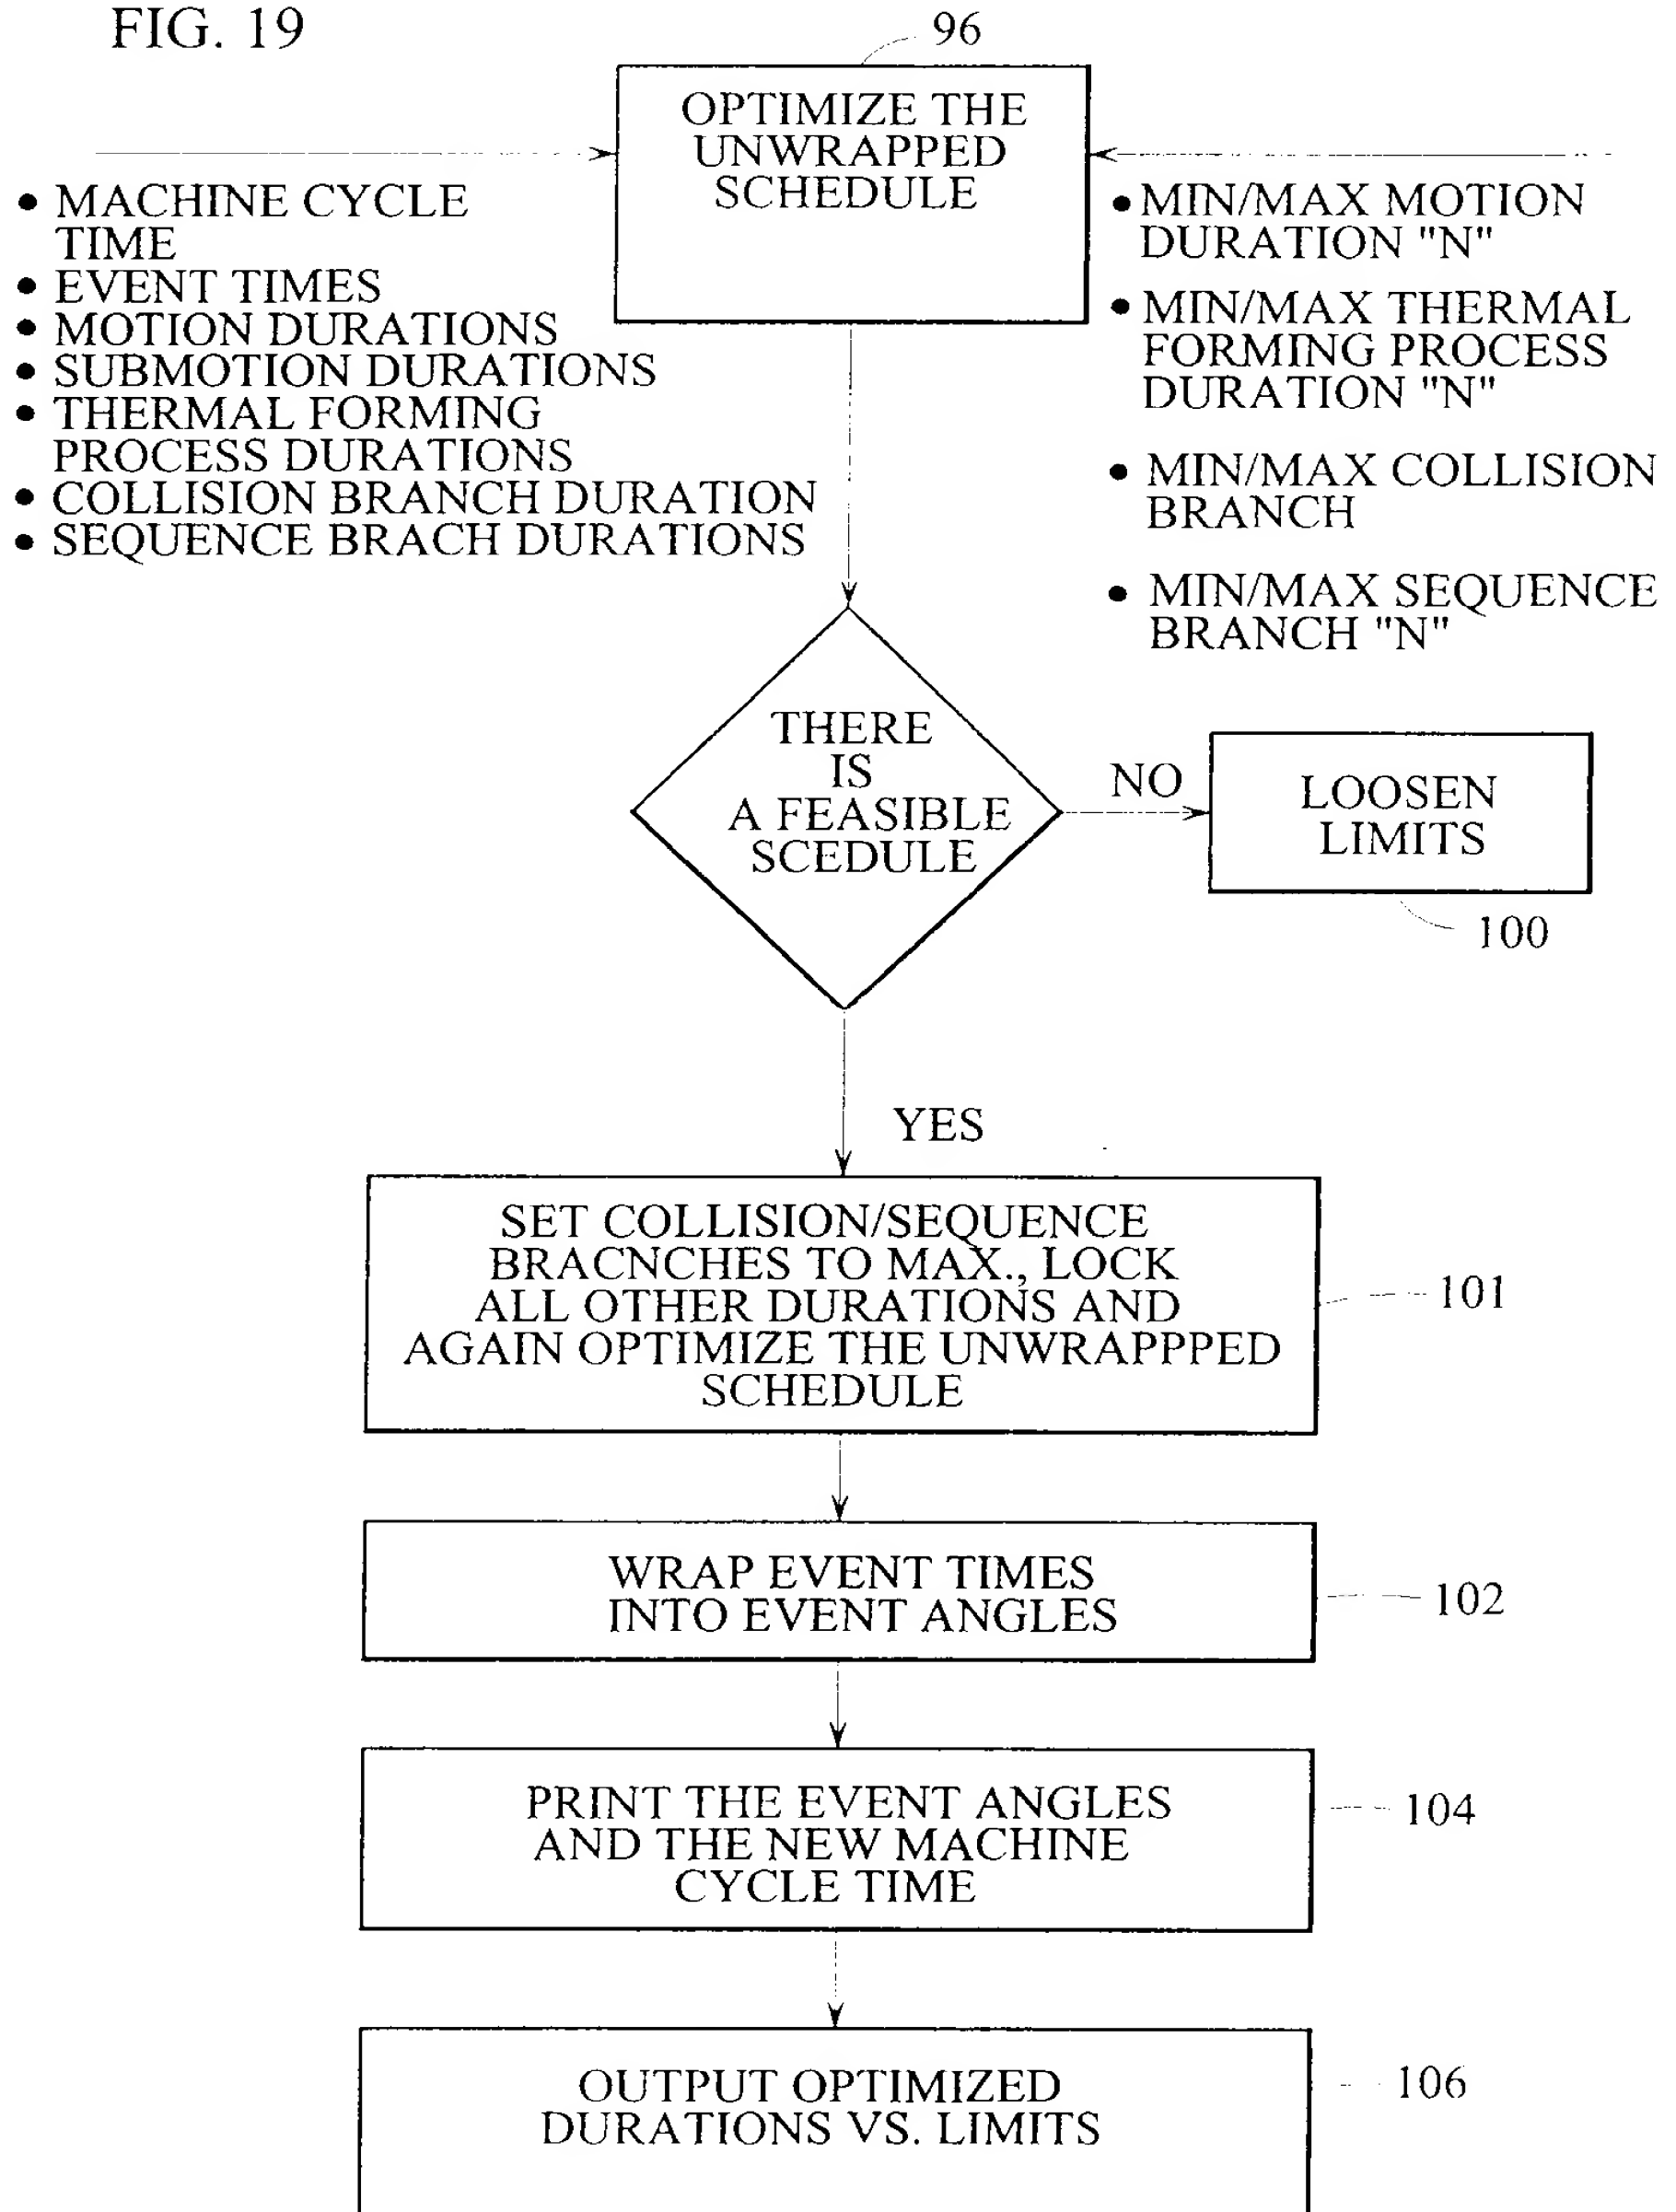 FIG. 19
96
OPTIMIZE THE
UNWRAPPED
SCHEDULE
• MACHINE CYCLE
TIME
• EVENT TIMES
• MOTION DURATIONS
• SUBMOTION DURATIONS
• THERMAL FORMING
PROCESS DURATIONS
• COLLISION BRANCH DURATION
• SEQUENCE BRACH DURATIONS
• MIN/MAX MOTION
DURATION "N"
• MIN/MAX THERMAL
FORMING PROCESS
DURATION "N"
• MIN/MAX COLLISION
BRANCH
• MIN/MAX SEQUENCE
BRANCH "N"
THERE
IS
A FEASIBLE
SCEDULE
NO
LOOSEN
LIMITS
100
YES
SET COLLISION/SEQUENCE
BRACNCHES TO MAX., LOCK
ALL OTHER DURATIONS AND
AGAIN OPTIMIZE THE UNWRAPPPED
SCHEDULE
101
WRAP EVENT TIMES
INTO EVENT ANGLES
102
PRINT THE EVENT ANGLES
AND THE NEW MACHINE
CYCLE TIME
104
OUTPUT OPTIMIZED
DURATIONS VS. LIMITS
106